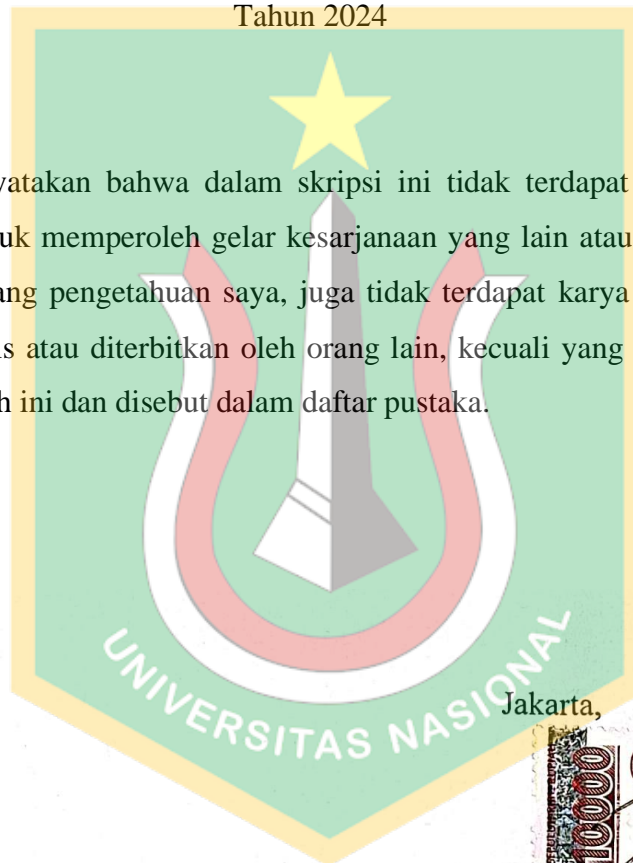 Tahun 2024
yatakan bahwa dalam skripsi ini tidak terdapat
uk memperoleh gelar kesarjanaan yang lain atau
ang pengetahuan saya, juga tidak terdapat karya
s atau diterbitkan oleh orang lain, kecuali yang
h ini dan disebut dalam daftar pustaka.
UNIVERSITAS NASIONAL
Jakarta,
10000